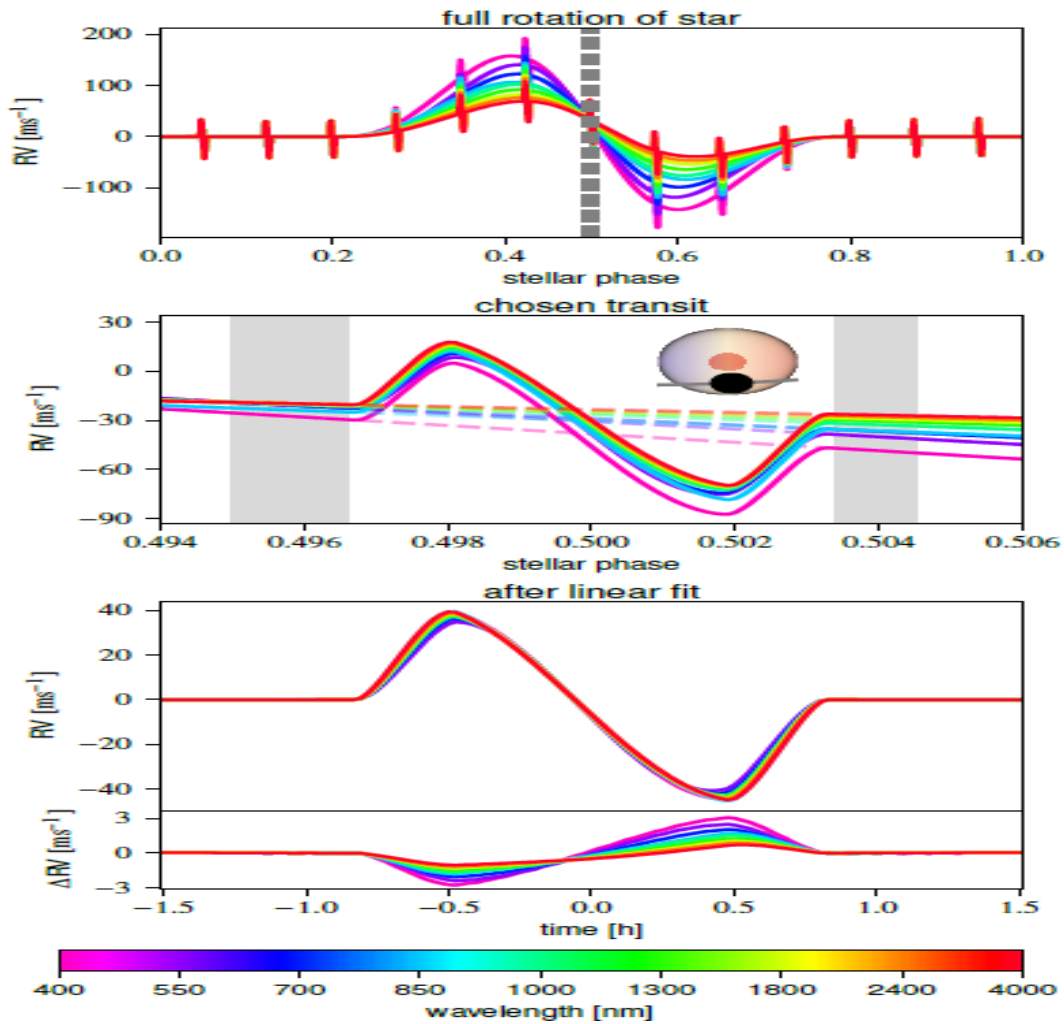 full rotation of star
200
100
0
−100
RV [ms⁻¹]
0.0 0.2 0.4 0.6 0.8 1.0
stellar phase
chosen transit
30
0
−30
−60
−90
RV [ms⁻¹]
0.494 0.496 0.498 0.500 0.502 0.504 0.506
stellar phase
after linear fit
40
20
0
−20
−40
RV [ms⁻¹]
3
0
−3
ΔRV [ms⁻¹]
−1.5 −1.0 −0.5 0.0 0.5 1.0 1.5
time [h]
400 550 700 850 1000 1300 1800 2400 4000
wavelength [nm]